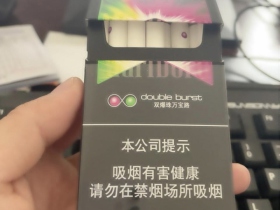 double burst
双爆珠万宝路
本公司提示
吸烟有害健康
请勿在禁烟场所吸烟